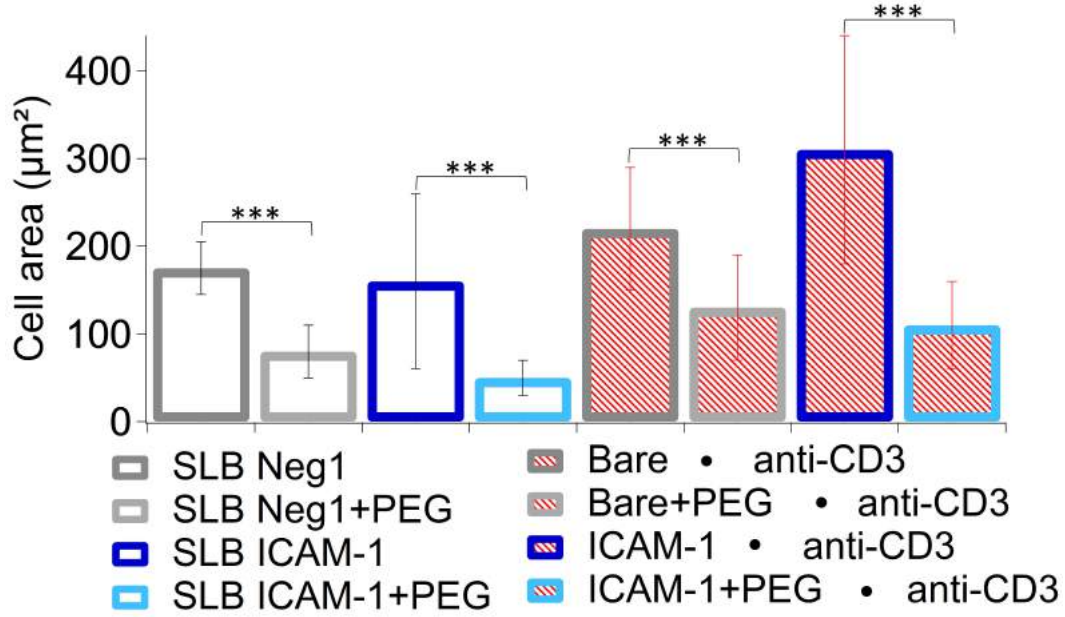 ***
***
***
***
400
300
200
100
0
Cell area (µm²)
SLB Neg1
SLB Neg1+PEG
SLB ICAM-1
SLB ICAM-1+PEG
Bare • anti-CD3
Bare+PEG • anti-CD3
ICAM-1 • anti-CD3
ICAM-1+PEG • anti-CD3